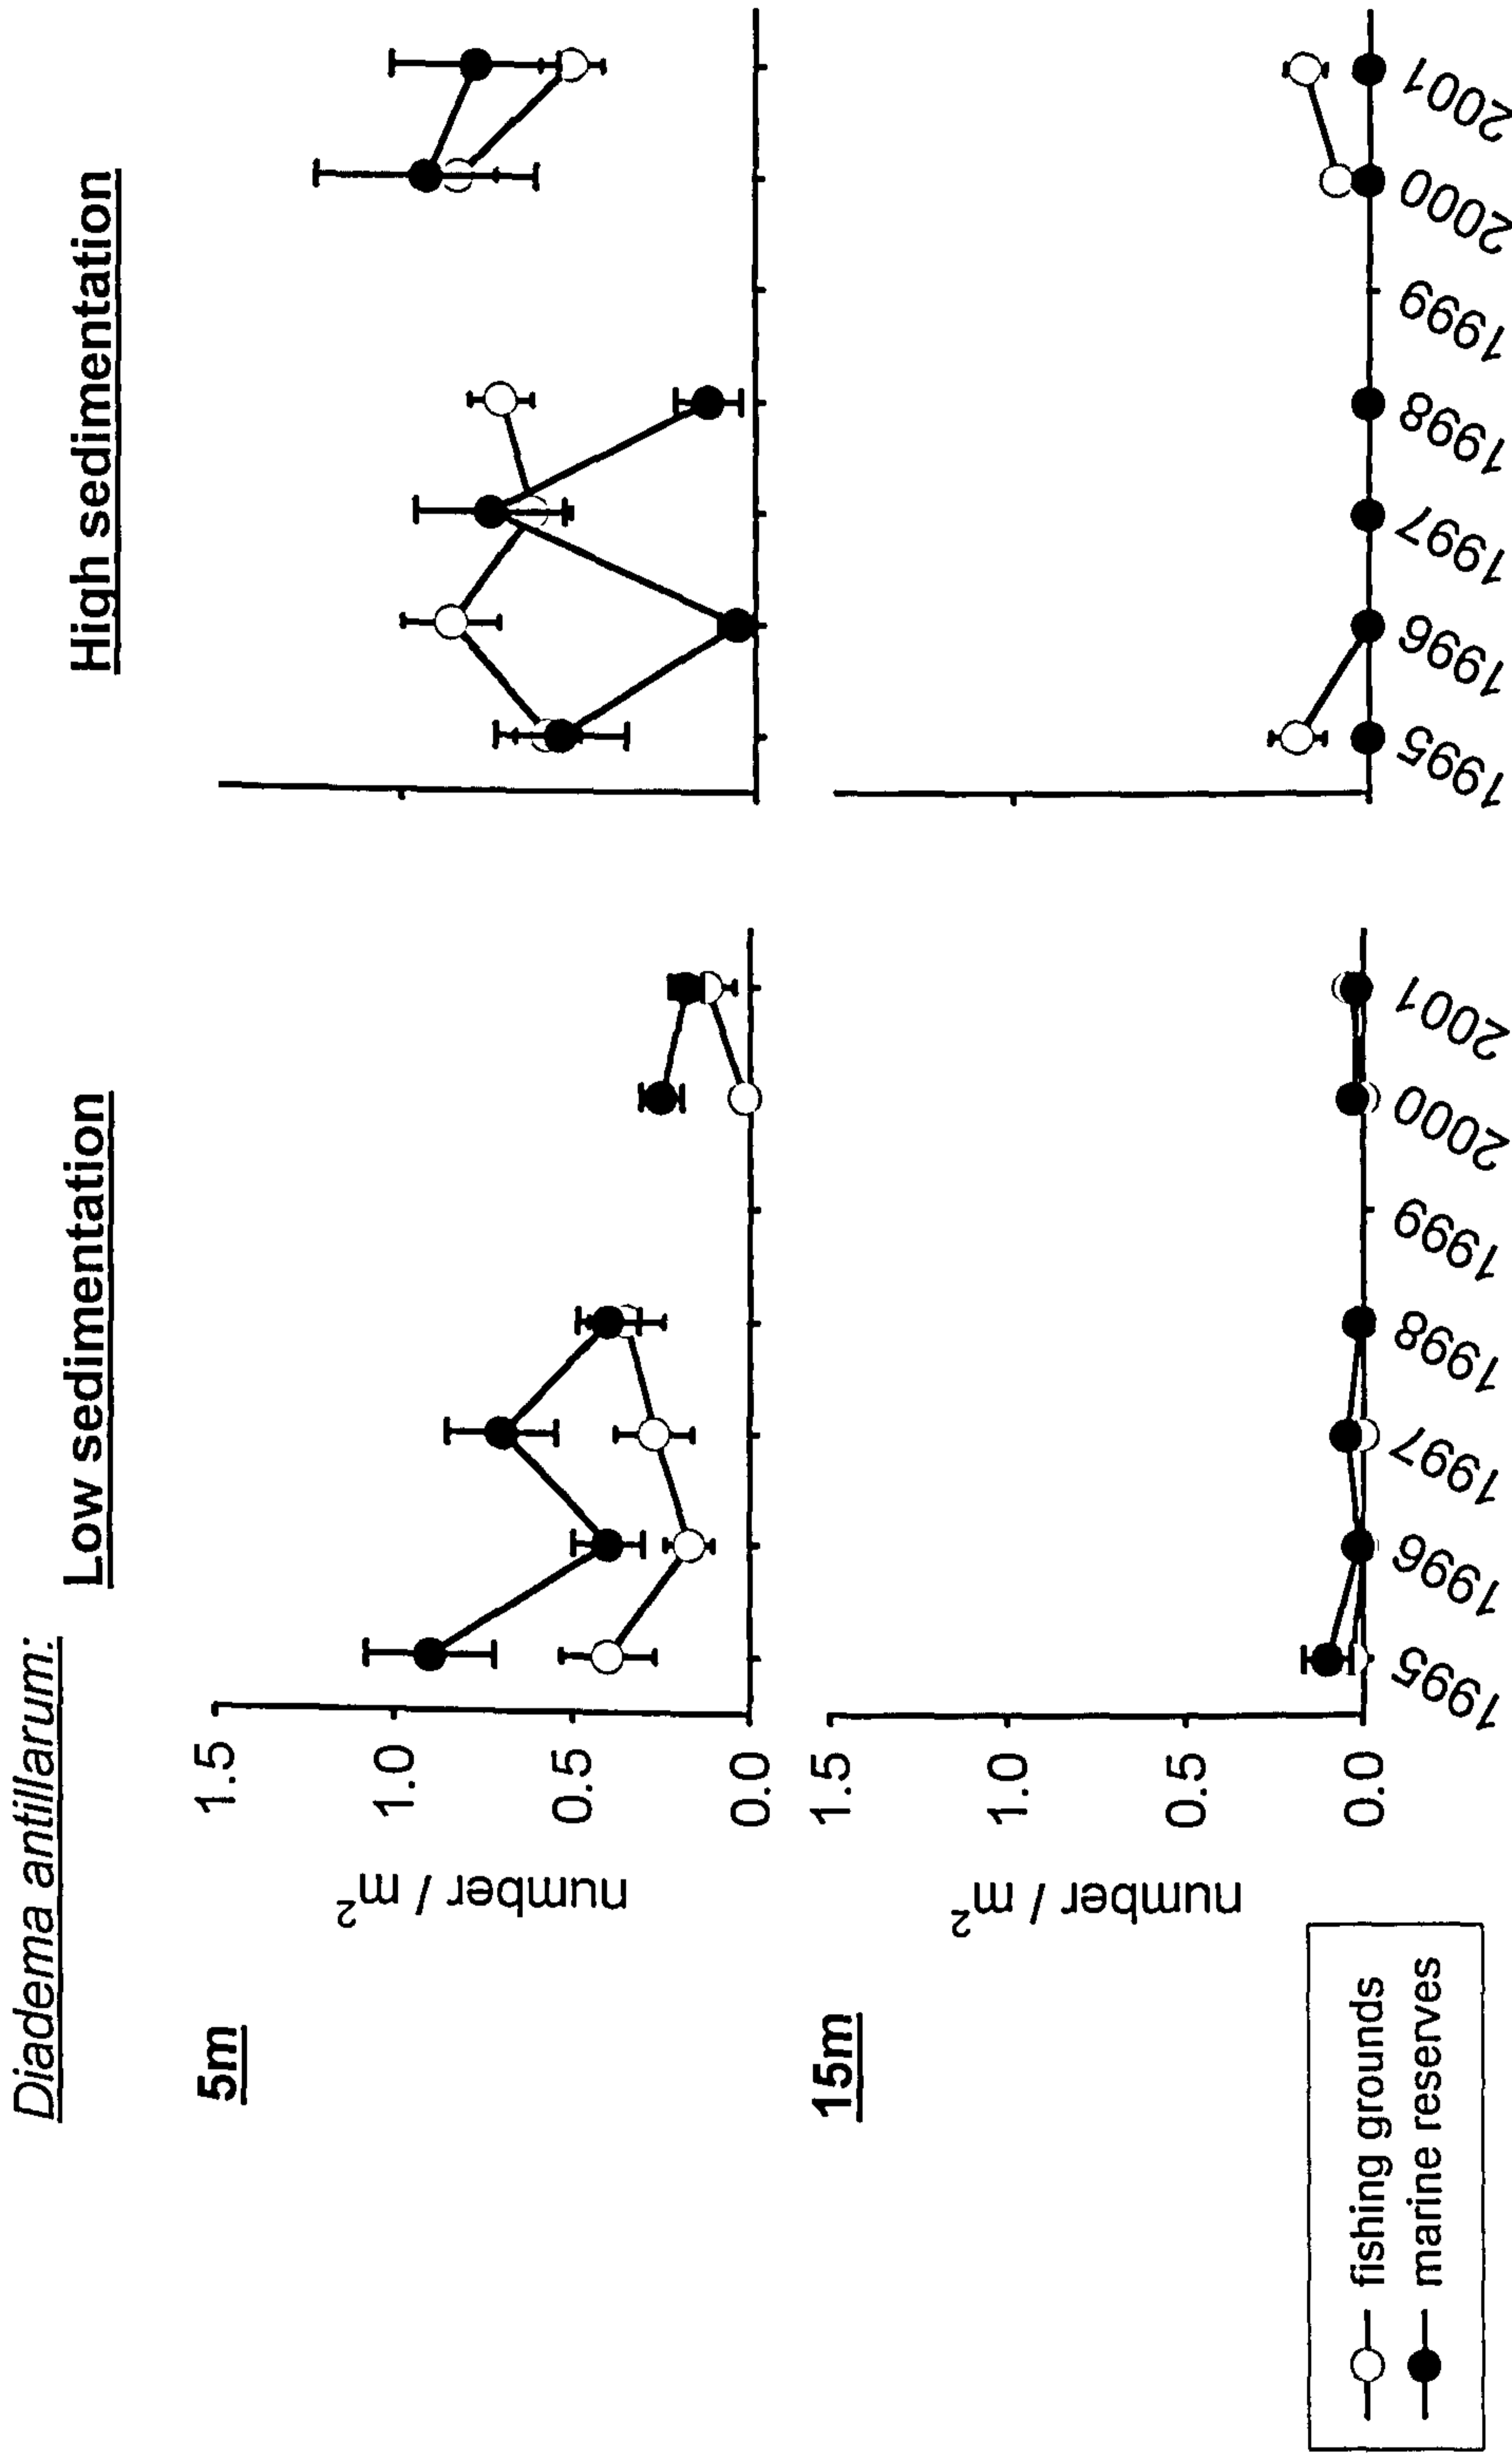 Diadema antillarum:
Low sedimentation
High sedimentation
5m
number / m²
1.5
1.0
0.5
0.0
15m
number / m²
1.5
1.0
0.5
0.0
1995
1996
1997
1998
1999
2000
2001
1995
1996
1997
1998
1999
2000
2001
fishing grounds
marine reserves